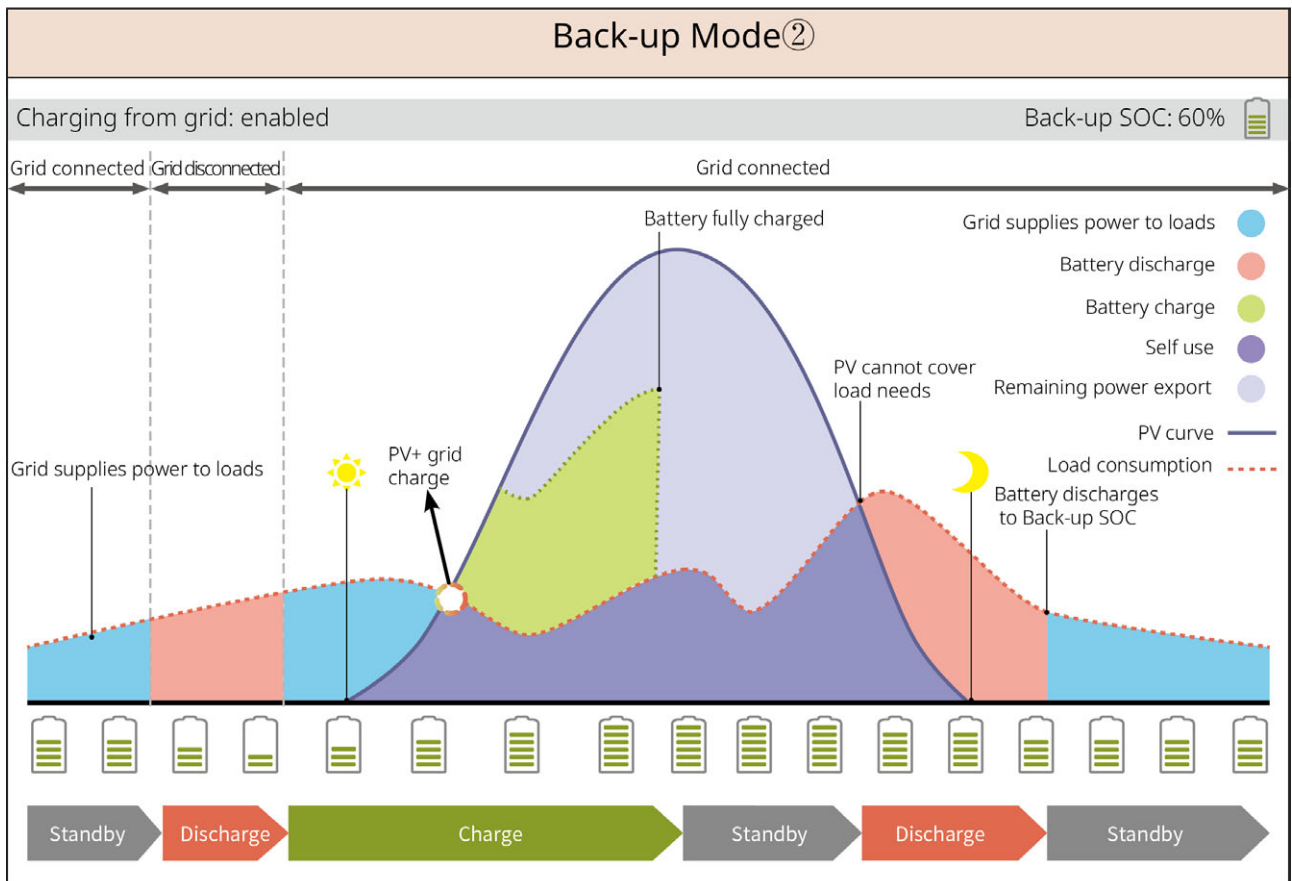 Back-up Mode②
Charging from grid: enabled
Back-up SOC: 60%
Grid connected
Grid disconnected
Grid connected
Battery fully charged
Grid supplies power to loads
Battery discharge
Battery charge
Self use
Remaining power export
PV curve
Load consumption
PV cannot cover
load needs
Grid supplies power to loads
PV+ grid
charge
Battery discharges
to Back-up SOC
Standby
Discharge
Charge
Standby
Discharge
Standby